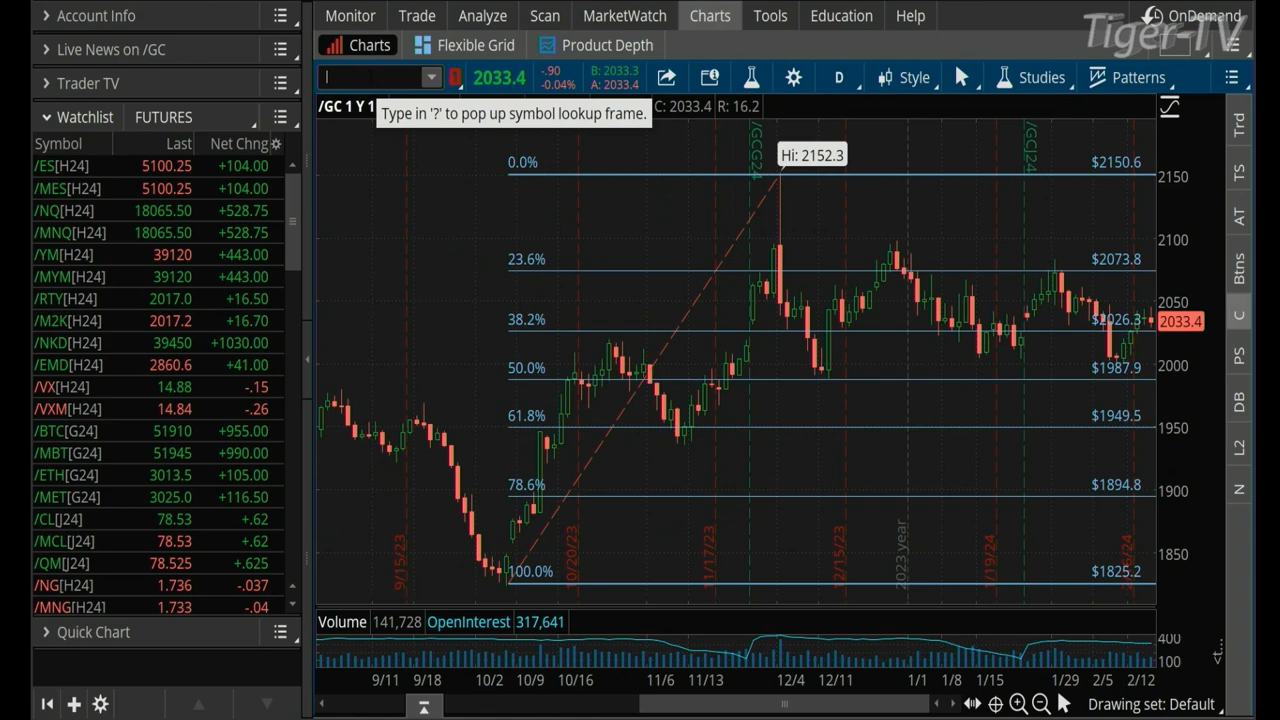 Account Info
Live News on /GC
Trader TV
Watchlist FUTURES
Symbol Last Net Chng
/ES[H24] 5100.25 +104.00
/MES[H24] 5100.25 +104.00
/NQ[H24] 18065.50 +528.75
/MNQ[H24] 18065.50 +528.75
/YM[H24] 39120 +443.00
/MYM[H24] 39120 +443.00
/RTY[H24] 2017.0 +16.50
/M2K[H24] 2017.2 +16.70
/NKD[H24] 39450 +1030.00
/EMD[H24] 2860.6 +41.00
/VX[H24] 14.88 -.15
/VXM[H24] 14.84 -.26
/BTC[G24] 51910 +955.00
/MBT[G24] 51945 +990.00
/ETH[G24] 3013.5 +105.00
/MET[G24] 3025.0 +116.50
/CL[J24] 78.53 +.62
/MCL[J24] 78.53 +.62
/QM[J24] 78.525 +.625
/NG[H24] 1.736 -.037
/MNG[H24] 1.733 -.04
Quick Chart
Monitor Trade Analyze Scan MarketWatch Charts Tools Education Help OnDemand
Tiger-TV
Charts Flexible Grid Product Depth
2033.4 -.90 B: 2033.3 D Style Studies Patterns
-0.04% A: 2033.4
/GC 1 Y 1 C: 2033.4 R: 16.2
Type in '?' to pop up symbol lookup frame.
/GCG24
/GCJ24
Hi: 2152.3
0.0% $2150.6
23.6% $2073.8
38.2% $2026.3
50.0% $1987.9
61.8% $1949.5
78.6% $1894.8
100.0% $1825.2
2150
2100
2050
2033.4
2000
1950
1900
1850
9/15/23
10/20/23
11/17/23
12/15/23
2023 year
1/19/24
Volume 141,728 OpenInterest 317,641
400
100
9/11 9/18 10/2 10/9 10/16 11/6 11/13 12/4 12/11 1/1 1/8 1/15 1/29 2/5 2/12
Drawing set: Default
Trd
TS
AT
Btns
C
PS
DB
L2
N